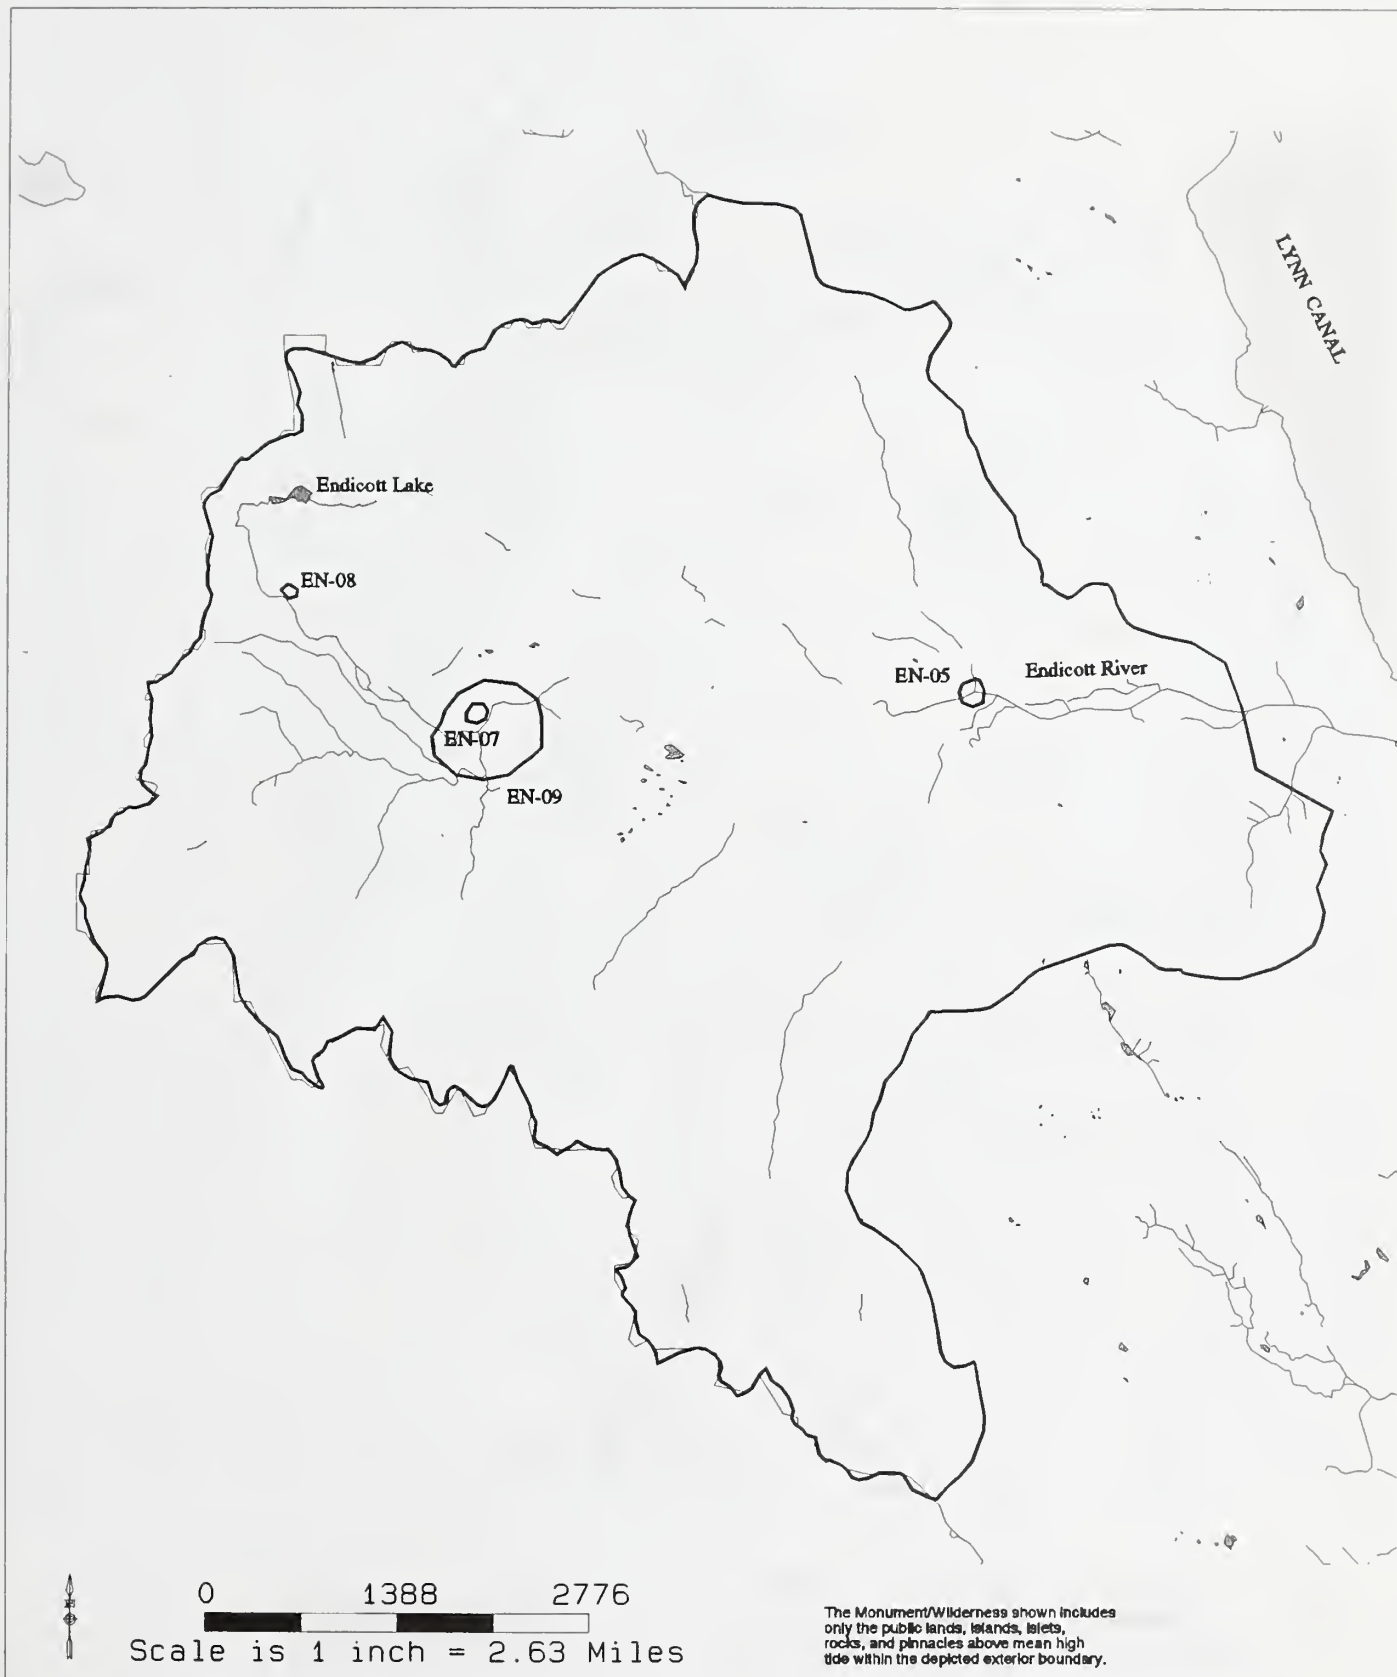 LYNN CANAL
Endicott Lake
EN-08
EN-05
Endicott River
EN-07
EN-09
0 1388 2776
Scale is 1 inch = 2.63 Miles
The Monument/Wilderness shown includes
only the public lands, islands, islets,
rocks, and pinnacles above mean high
tide within the depicted exterior boundary.